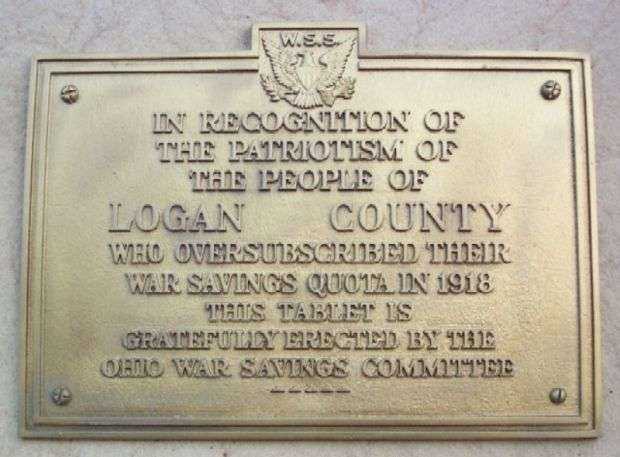 W.S.S.
IN RECOGNITION OF
THE PATRIOTISM OF
THE PEOPLE OF
LOGAN COUNTY
WHO OVERSUBSCRIBED THEIR
WAR SAVINGS QUOTA IN 1918
THIS TABLET IS
GRATEFULLY ERECTED BY THE
OHIO WAR SAVINGS COMMITTEE